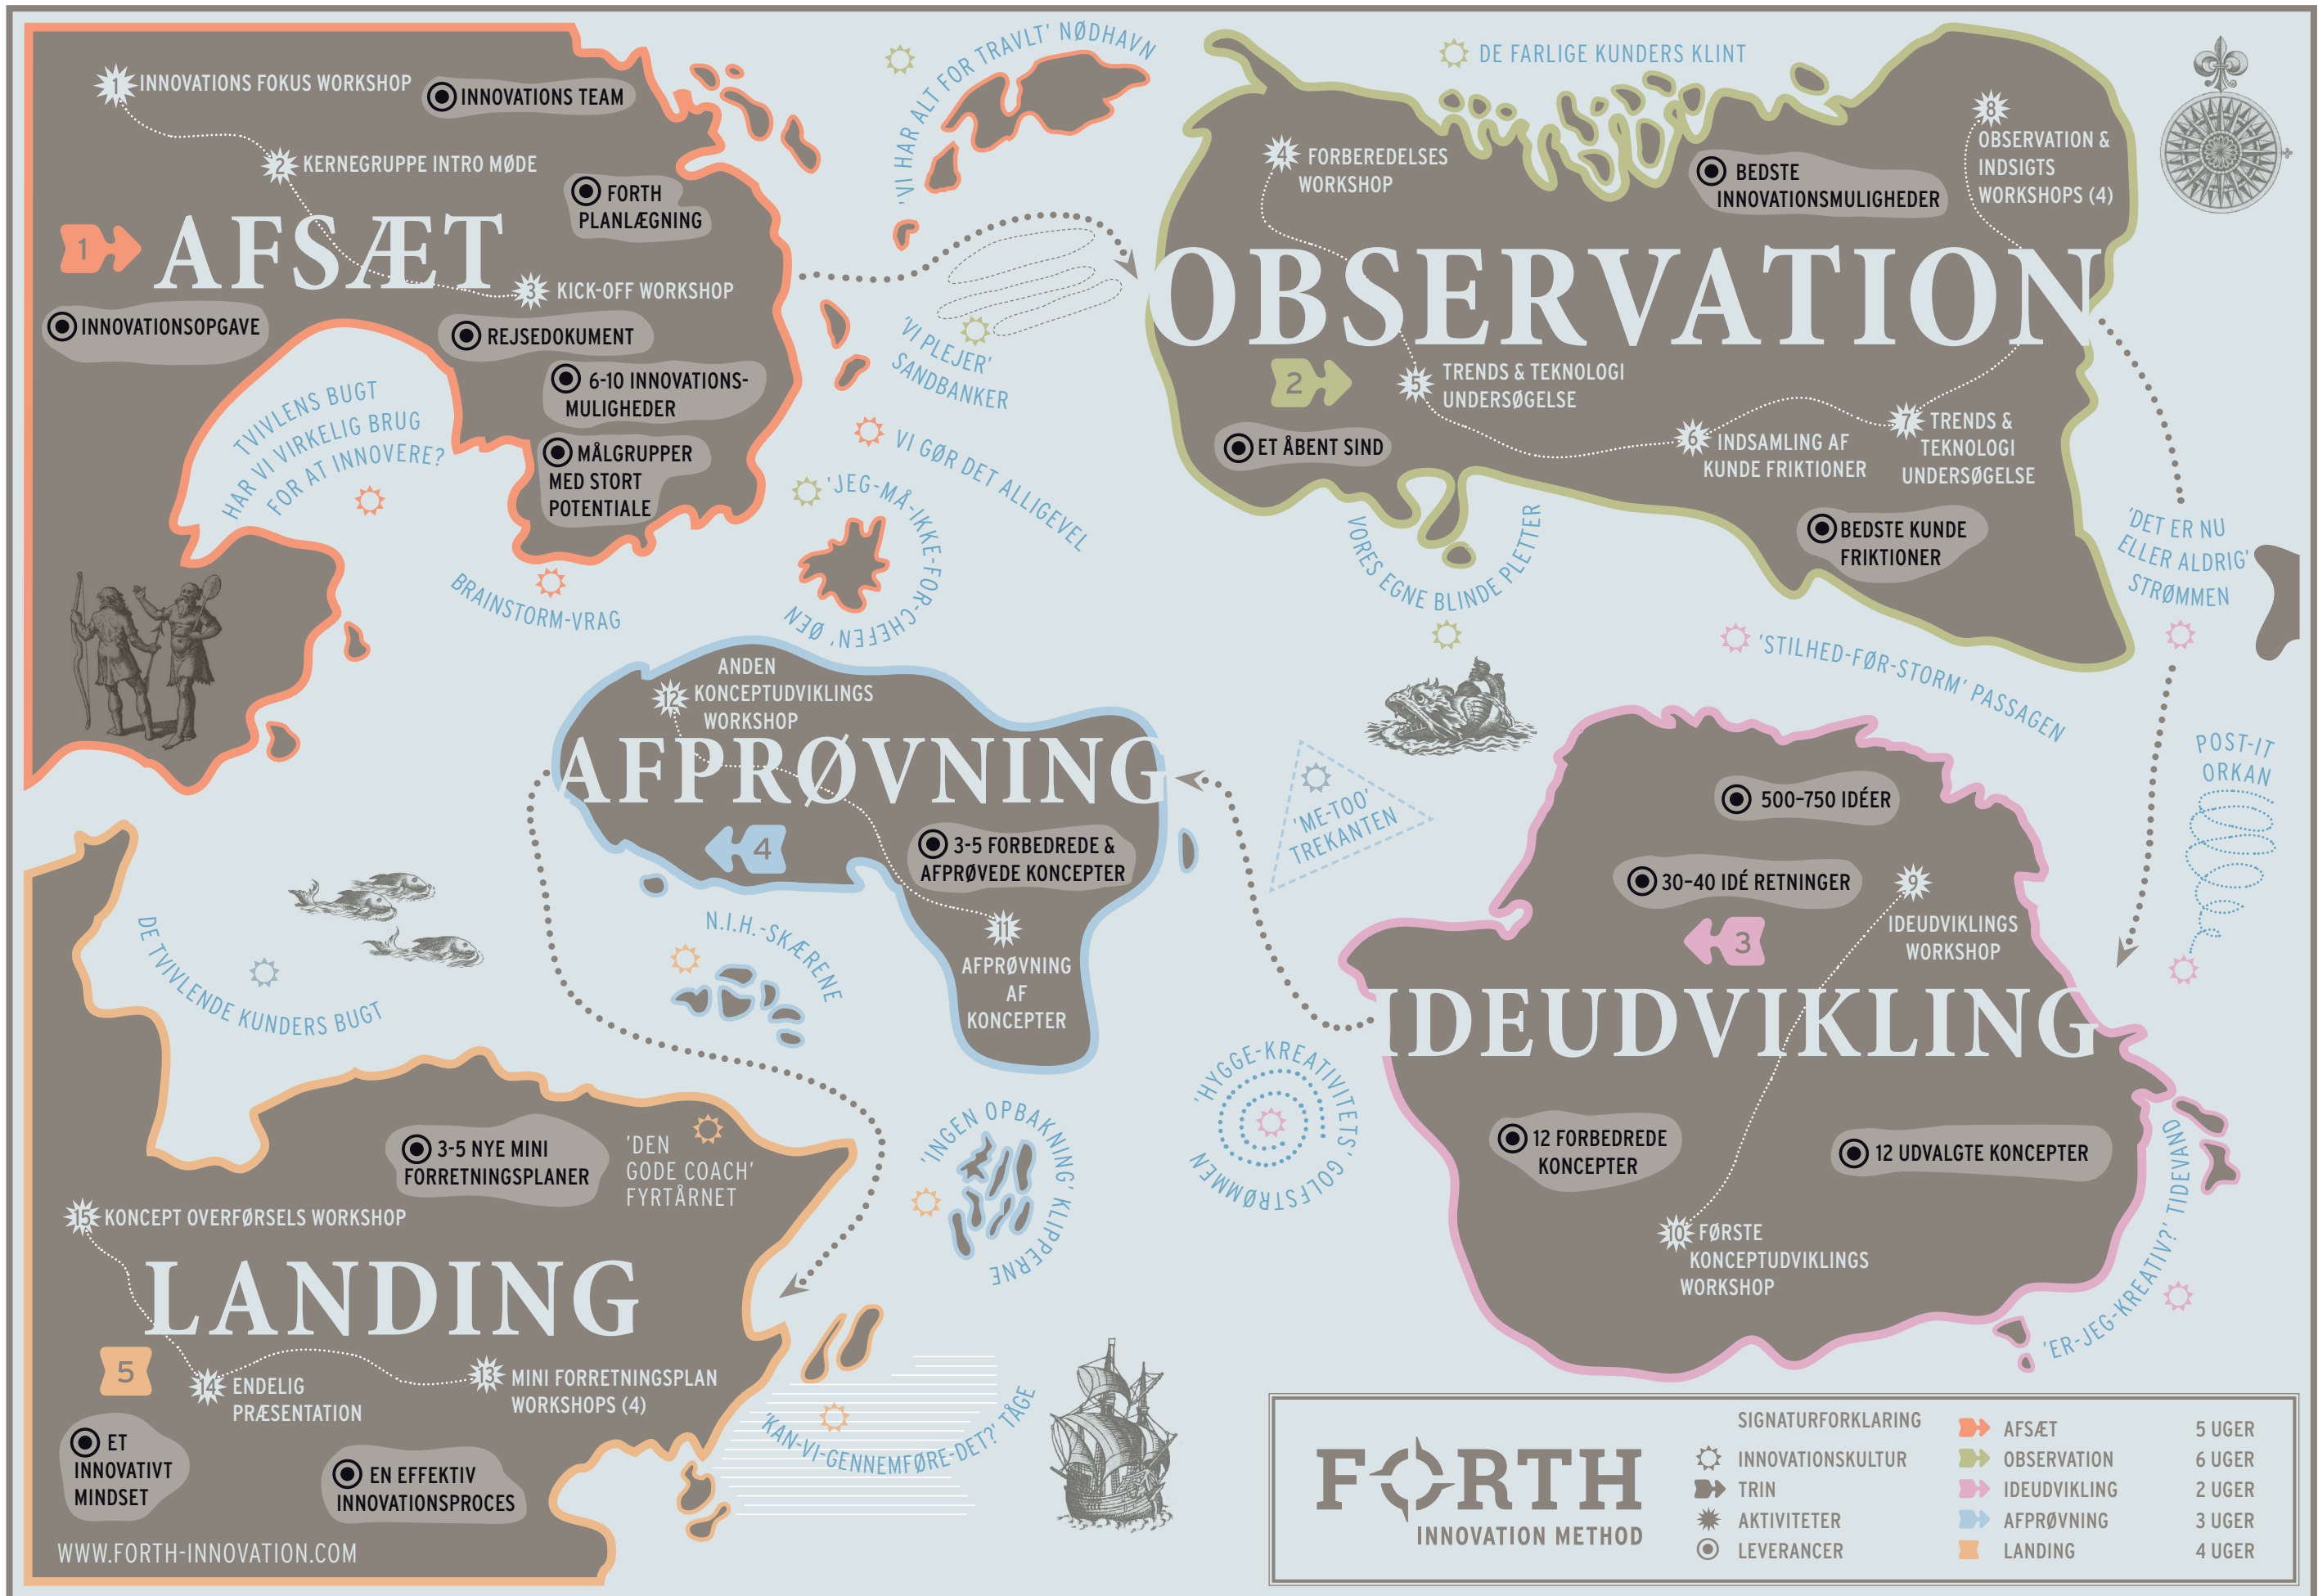 1 INNOVATIONS FOKUS WORKSHOP
INNOVATIONS TEAM
2 KERNEGRUPPE INTRO MØDE
FORTH
PLANLÆGNING
1 AFSÆT
3 KICK-OFF WORKSHOP
INNOVATIONSOPGAVE
REJSEDOKUMENT
6-10 INNOVATIONS-
MULIGHEDER
MÅLGRUPPER
MED STORT
POTENTIALE
TVIVLENS BUGT
HAR VI VIRKELIG BRUG
FOR AT INNOVERE?
BRAINSTORM-VRAG
'VI HAR ALT FOR TRAVLT' NØDHAVN
'VI PLEJER'
SANDBANKER
VI GØR DET ALLIGEVEL
'JEG-MÅ-IKKE-FOR-CHEFEN' ØEN
DE FARLIGE KUNDERS KLINT
4 FORBEREDELSES
WORKSHOP
BEDSTE
INNOVATIONSMULIGHEDER
8
OBSERVATION &
INDSIGTS
WORKSHOPS (4)
OBSERVATION
2
5 TRENDS & TEKNOLOGI
UNDERSØGELSE
ET ÅBENT SIND
6 INDSAMLING AF
KUNDE FRIKTIONER
7 TRENDS &
TEKNOLOGI
UNDERSØGELSE
BEDSTE KUNDE
FRIKTIONER
VORES EGNE BLINDE PLETTER
'DET ER NU
ELLER ALDRIG'
STRØMMEN
'STILHED-FØR-STORM' PASSAGEN
POST-IT
ORKAN
ANDEN
12 KONCEPTUDVIKLINGS
WORKSHOP
AFPRØVNING
4
3-5 FORBEDREDE &
AFPRØVEDE KONCEPTER
11
AFPRØVNING
AF
KONCEPTER
'ME-TOO'
TREKANTEN
N.I.H.-SKÆRENE
500-750 IDÉER
30-40 IDÉ RETNINGER
9
IDEUDVIKLINGS
WORKSHOP
3
IDEUDVIKLING
12 FORBEDREDE
KONCEPTER
12 UDVALGTE KONCEPTER
10 FØRSTE
KONCEPTUDVIKLINGS
WORKSHOP
'HYGGE-KREATIVITETS' GOLFSTRØMMEN
'ER-JEG-KREATIV?' TIDEVAND
DE TVIVLENDE KUNDERS BUGT
'INGEN OPBAKNING' KLIPPERNE
3-5 NYE MINI
FORRETNINGSPLANER
'DEN
GODE COACH'
FYRTÅRNET
15 KONCEPT OVERFØRSELS WORKSHOP
LANDING
5
14 ENDELIG
PRÆSENTATION
13 MINI FORRETNINGSPLAN
WORKSHOPS (4)
ET
INNOVATIVT
MINDSET
EN EFFEKTIV
INNOVATIONSPROCES
'KAN-VI-GENNEMFØRE-DET?' TÅGE
WWW.FORTH-INNOVATION.COM
FORTH
INNOVATION METHOD
SIGNATURFORKLARING
INNOVATIONSKULTUR
TRIN
AKTIVITETER
LEVERANCER
AFSÆT 5 UGER
OBSERVATION 6 UGER
IDEUDVIKLING 2 UGER
AFPRØVNING 3 UGER
LANDING 4 UGER